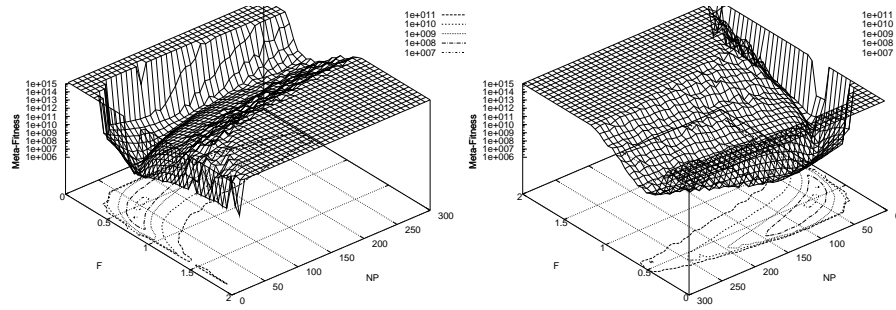 1e+011
1e+010
1e+009
1e+008
1e+007
1e+015
1e+014
1e+013
1e+012
1e+011
1e+010
1e+009
1e+008
1e+007
1e+006
Meta-Fitness
0
0.5
1
1.5
2
F
0
50
100
150
200
250
300
NP
1e+011
1e+010
1e+009
1e+008
1e+007
1e+015
1e+014
1e+013
1e+012
1e+011
1e+010
1e+009
1e+008
1e+007
1e+006
Meta-Fitness
2
1.5
1
0.5
0
F
300
250
200
150
100
50
NP